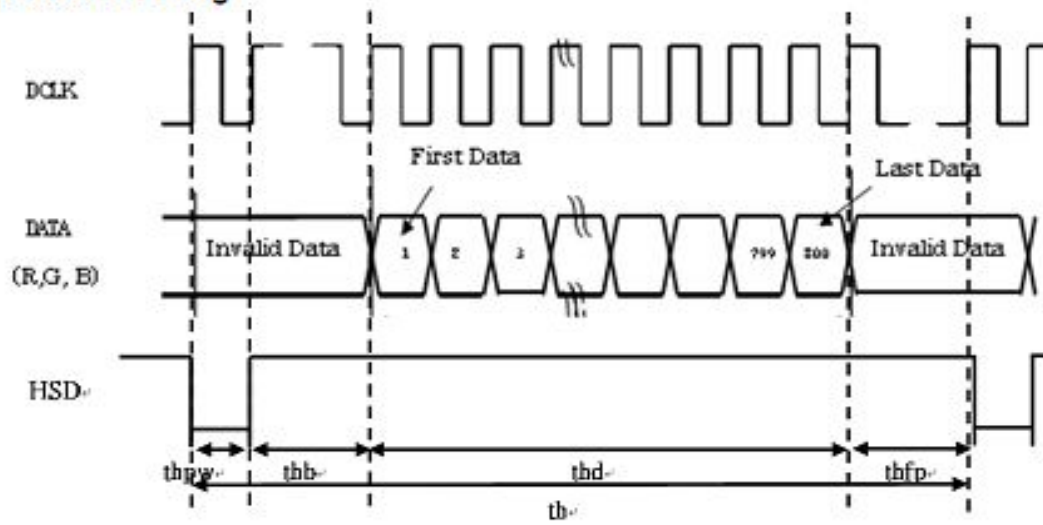 DCLK
First Data
Last Data
DATA
(R,G, B)
Invalid Data
1
2
3
799
800
Invalid Data
HSD
thpw
thb
thd
thfp
th